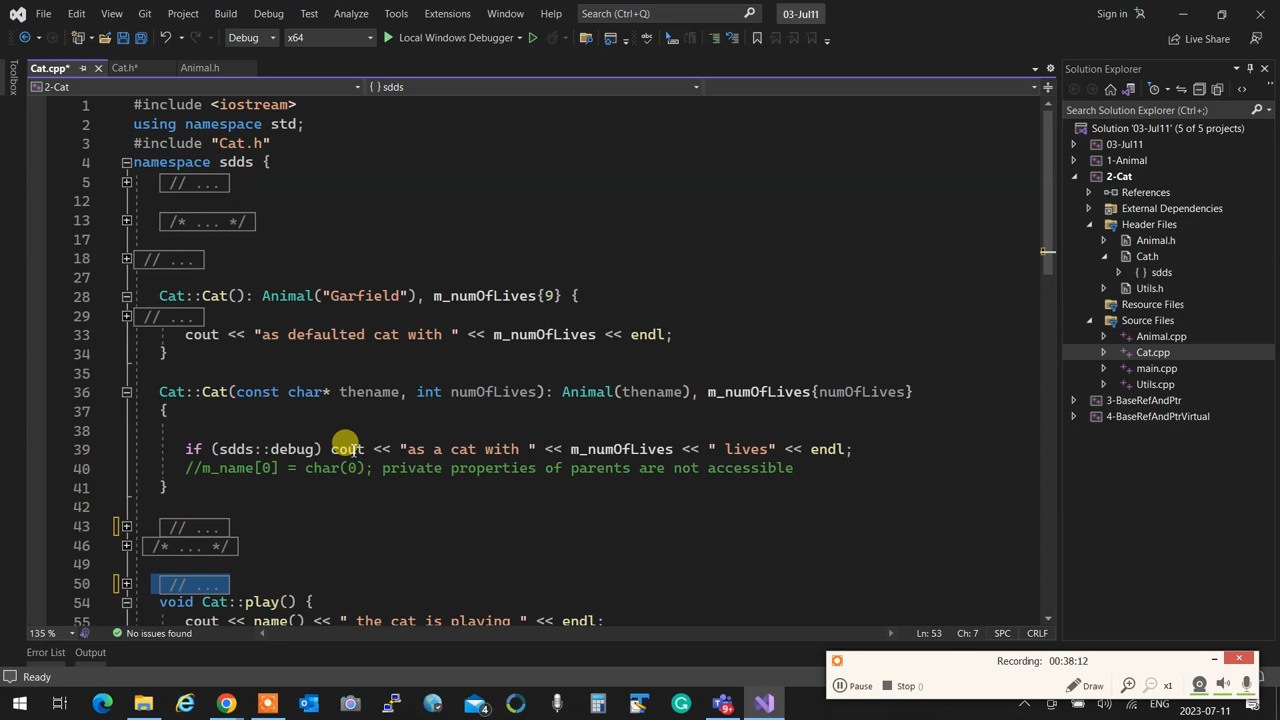 File Edit View Git Project Build Debug Test Analyze Tools Extensions Window Help Search (Ctrl+Q) 03-Jul11 Sign in
Debug x64 Local Windows Debugger Live Share
Toolbox
Cat.cpp* Cat.h* Animal.h
2-Cat {} sdds
1 #include <iostream>
2 using namespace std;
3 #include "Cat.h"
4 namespace sdds {
5 // ...
12
13 /* ... */
17
18 // ...
27
28 Cat::Cat(): Animal("Garfield"), m_numOfLives{9} {
29 // ...
33 cout << "as defaulted cat with " << m_numOfLives << endl;
34 }
35
36 Cat::Cat(const char* thename, int numOfLives): Animal(thename), m_numOfLives{numOfLives}
37 {
38
39 if (sdds::debug) cout << "as a cat with " << m_numOfLives << " lives" << endl;
40 //m_name[0] = char(0); private properties of parents are not accessible
41 }
42
43 // ...
46 /* ... */
49
50 // ...
54 void Cat::play() {
55 cout << name() << " the cat is playing " << endl;
135 % No issues found Ln: 53 Ch: 7 SPC CRLF
Error List Output
Ready
Solution Explorer
Search Solution Explorer (Ctrl+;)
Solution '03-Jul11' (5 of 5 projects)
03-Jul11
1-Animal
2-Cat
References
External Dependencies
Header Files
Animal.h
Cat.h
sdds
Utils.h
Resource Files
Source Files
Animal.cpp
Cat.cpp
main.cpp
Utils.cpp
3-BaseRefAndPtr
4-BaseRefAndPtrVirtual
Recording: 00:38:12
Pause Stop () Draw x1
4 9+ ENG 2023-07-11